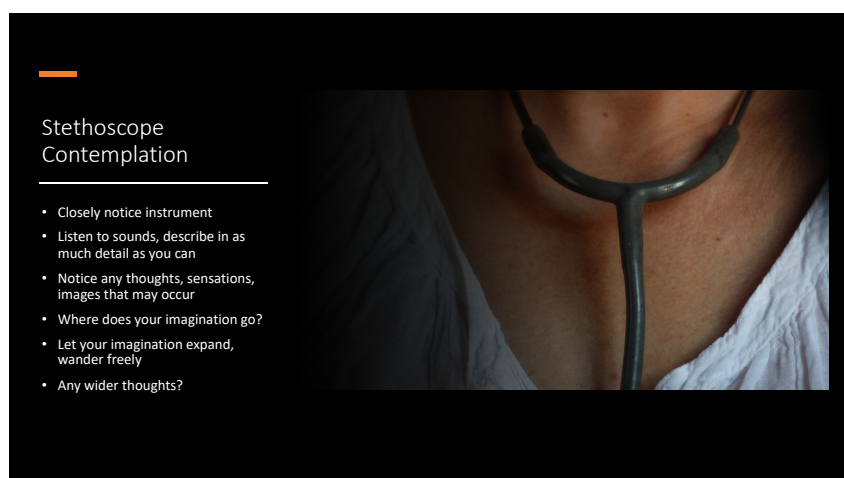 Stethoscope
Contemplation
• Closely notice instrument
• Listen to sounds, describe in as
much detail as you can
• Notice any thoughts, sensations,
images that may occur
• Where does your imagination go?
• Let your imagination expand,
wander freely
• Any wider thoughts?